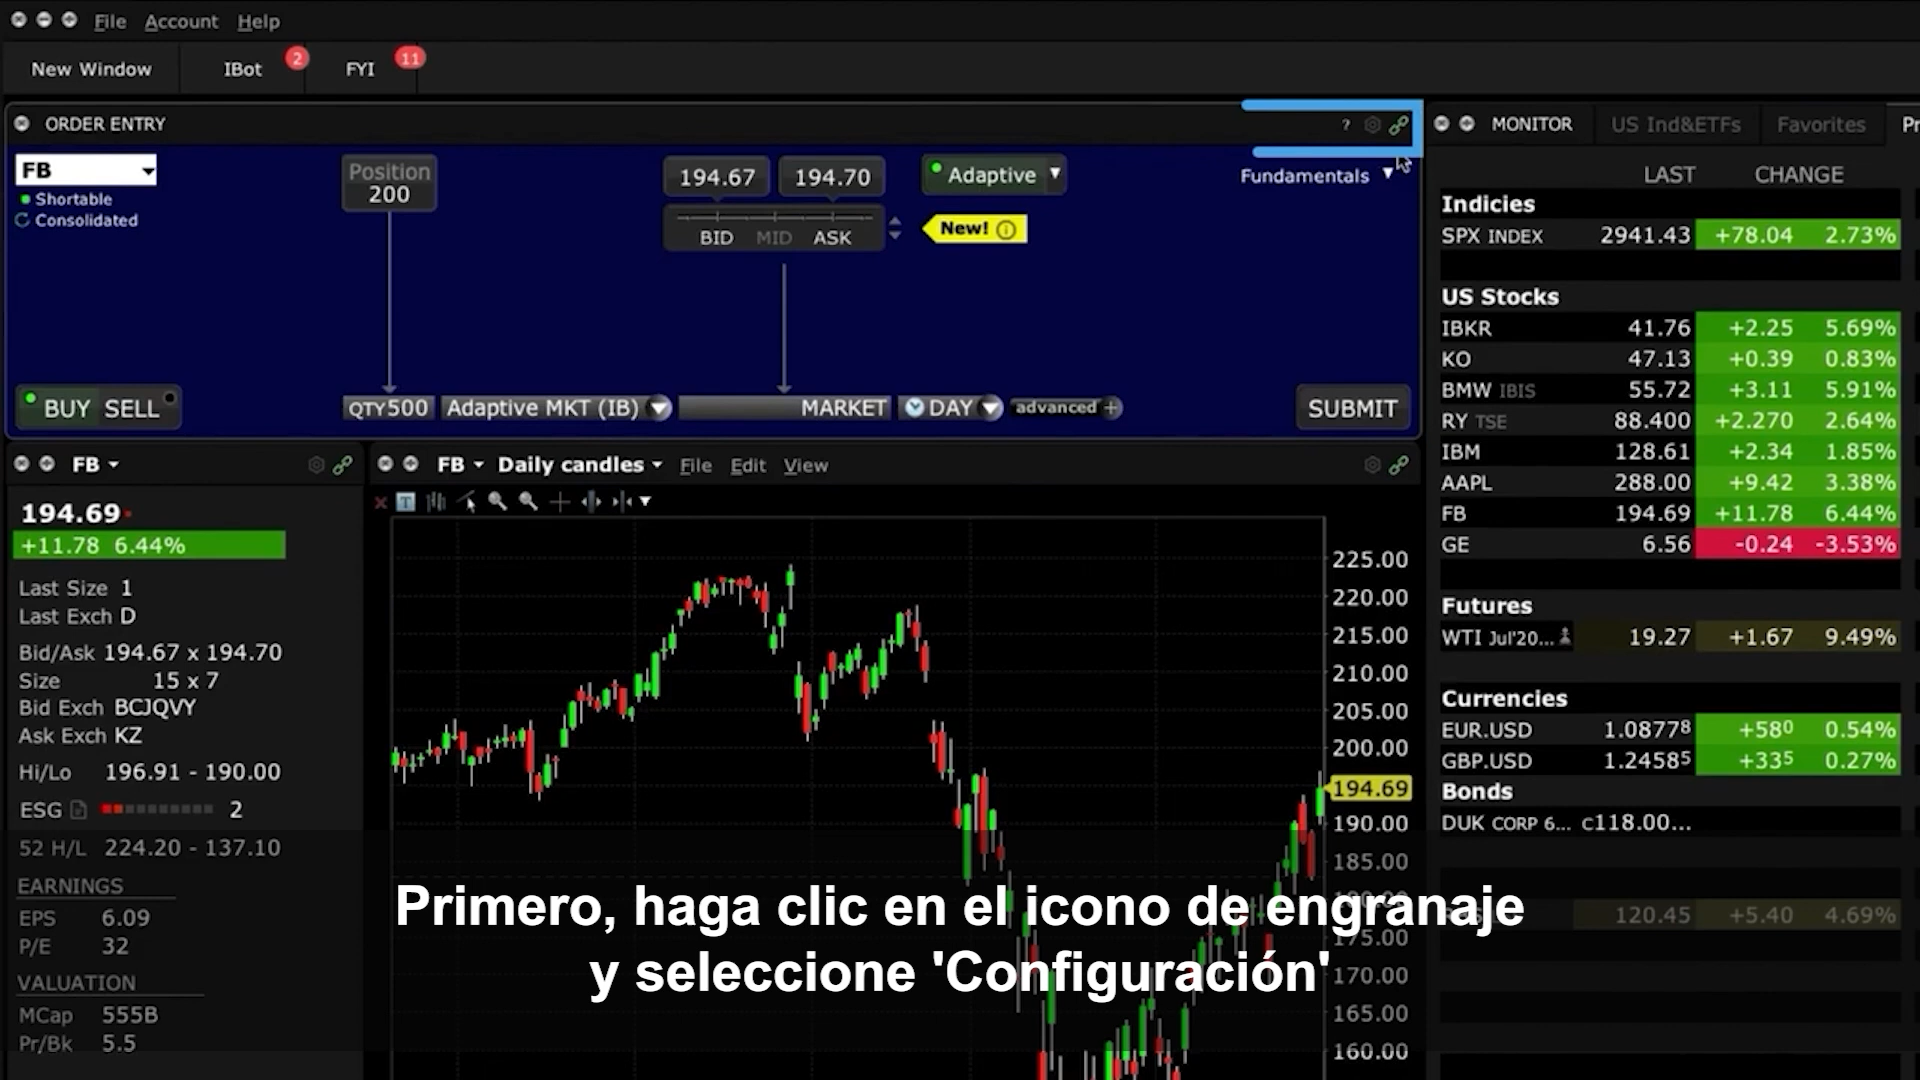 File Account Help
New Window IBot 2 FYI 11
ORDER ENTRY ?
FB
Shortable
Consolidated
Position
200
194.67 194.70
BID MID ASK
Adaptive
New!
Fundamentals
BUY SELL
QTY 500 Adaptive MKT (IB) MARKET DAY advanced +
SUBMIT
FB
194.69
+11.78 6.44%
Last Size 1
Last Exch D
Bid/Ask 194.67 x 194.70
Size 15 x 7
Bid Exch BCJQVY
Ask Exch KZ
Hi/Lo 196.91 - 190.00
ESG 2
52 H/L 224.20 - 137.10
EARNINGS
EPS 6.09
P/E 32
VALUATION
MCap 555B
Pr/Bk 5.5
FB Daily candles File Edit View
225.00
220.00
215.00
210.00
205.00
200.00
194.69
190.00
185.00
175.00
170.00
165.00
160.00
MONITOR US Ind&ETFs Favorites
LAST CHANGE
Indicies
SPX INDEX 2941.43 +78.04 2.73%
US Stocks
IBKR 41.76 +2.25 5.69%
KO 47.13 +0.39 0.83%
BMW IBIS 55.72 +3.11 5.91%
RY TSE 88.400 +2.270 2.64%
IBM 128.61 +2.34 1.85%
AAPL 288.00 +9.42 3.38%
FB 194.69 +11.78 6.44%
GE 6.56 -0.24 -3.53%
Futures
WTI Jul'20... 19.27 +1.67 9.49%
Currencies
EUR.USD 1.08778 +580 0.54%
GBP.USD 1.24585 +335 0.27%
Bonds
DUK CORP 6... c118.00...
120.45 +5.40 4.69%
Primero, haga clic en el icono de engranaje
y seleccione 'Configuración'